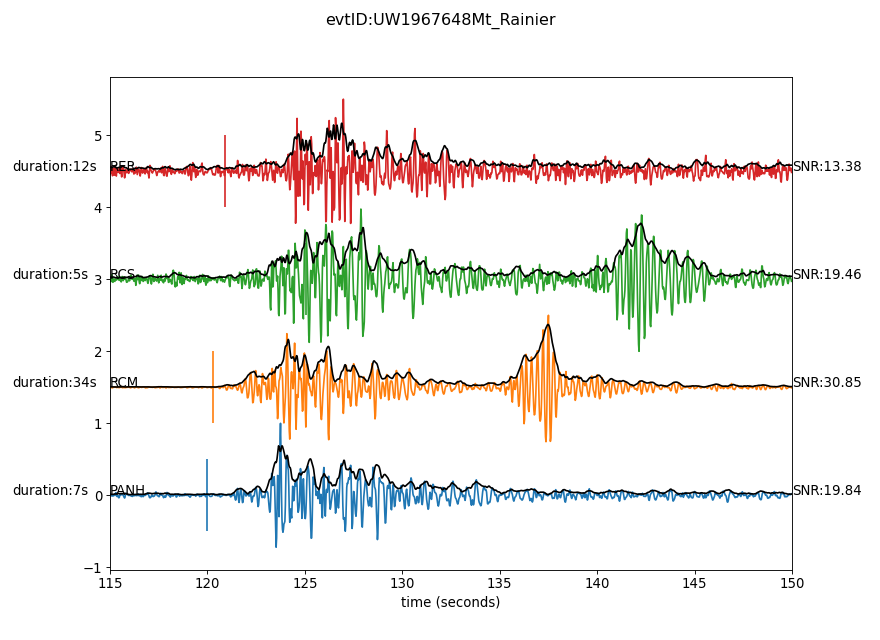 evtID:UW1967648Mt_Rainier
5
duration:12s RER SNR:13.38
4
duration:5s RCS SNR:19.46
3
2
duration:34s RCM SNR:30.85
1
duration:7s PANH SNR:19.84
0
−1
115 120 125 130 135 140 145 150
time (seconds)